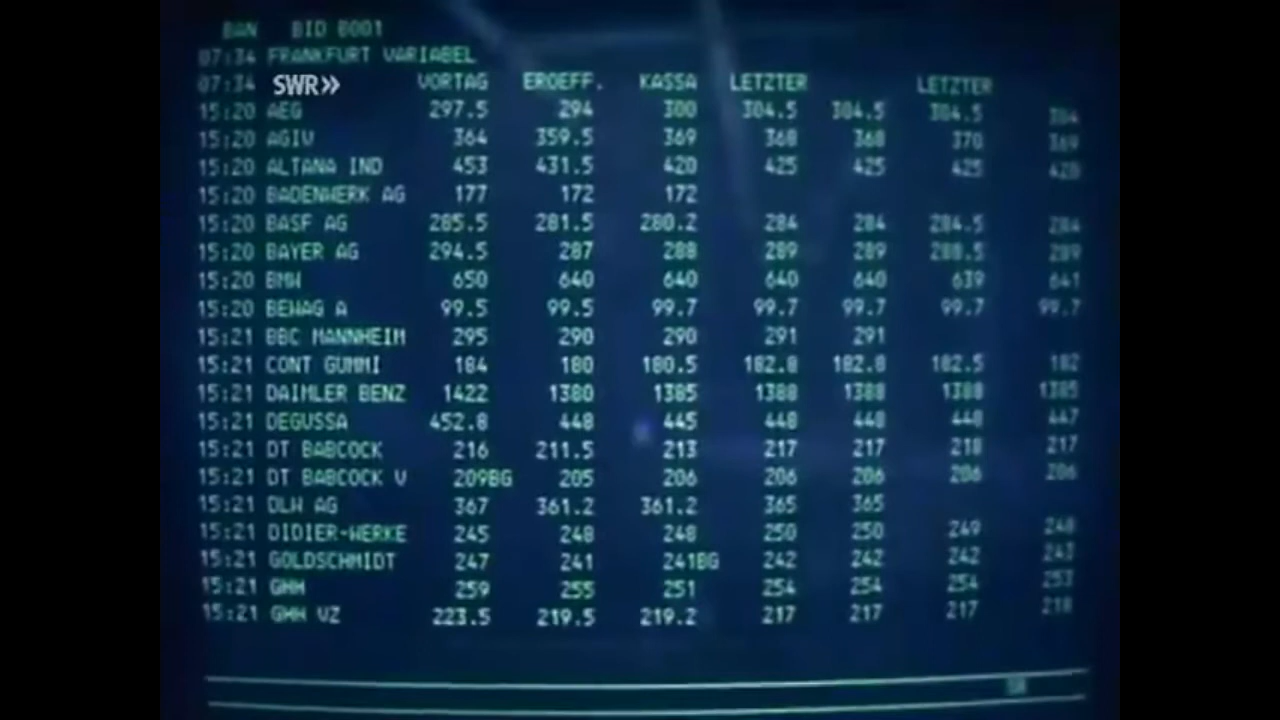 BAN BID B001
07:34 FRANKFURT VARIABEL
07:34 SWR» VORTAG EROEFF. KASSA LETZTER LETZTER
15:20 AEG 297.5 294 300 304.5 304.5 304.5 304
15:20 AGIV 364 359.5 369 368 368 370 369
15:20 ALTANA IND 453 431.5 420 425 425 425 420
15:20 BADENWERK AG 177 172 172
15:20 BASF AG 285.5 281.5 280.2 284 284 284.5 284
15:20 BAYER AG 294.5 287 288 289 289 288.5 289
15:20 BMW 650 640 640 640 640 639 641
15:20 BEWAG A 99.5 99.5 99.7 99.7 99.7 99.7 99.7
15:21 BBC MANNHEIM 295 290 290 291 291
15:21 CONT GUMMI 184 180 180.5 182.8 182.8 182.5 182
15:21 DAIMLER BENZ 1422 1380 1385 1388 1388 1388 1385
15:21 DEGUSSA 452.8 448 445 448 448 448 447
15:21 DT BABCOCK 216 211.5 213 217 217 218 217
15:21 DT BABCOCK V 209BG 205 206 206 206 206 206
15:21 DLW AG 367 361.2 361.2 365 365
15:21 DIDIER-WERKE 245 248 248 250 250 249 248
15:21 GOLDSCHMIDT 247 241 241BG 242 242 242 243
15:21 GHH 259 255 251 254 254 254 253
15:21 GHH VZ 223.5 219.5 219.2 217 217 217 218